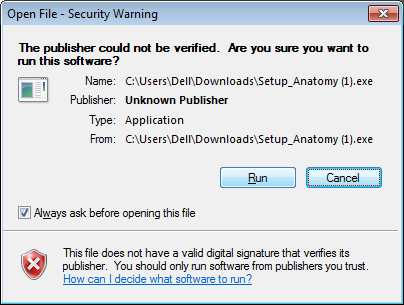 Open File - Security Warning
The publisher could not be verified.  Are you sure you want to
run this software?
Name: C:\Users\Dell\Downloads\Setup_Anatomy (1).exe
Publisher: Unknown Publisher
Type: Application
From: C:\Users\Dell\Downloads\Setup_Anatomy (1).exe
Run Cancel
Always ask before opening this file
This file does not have a valid digital signature that verifies its
publisher.  You should only run software from publishers you trust.
How can I decide what software to run?